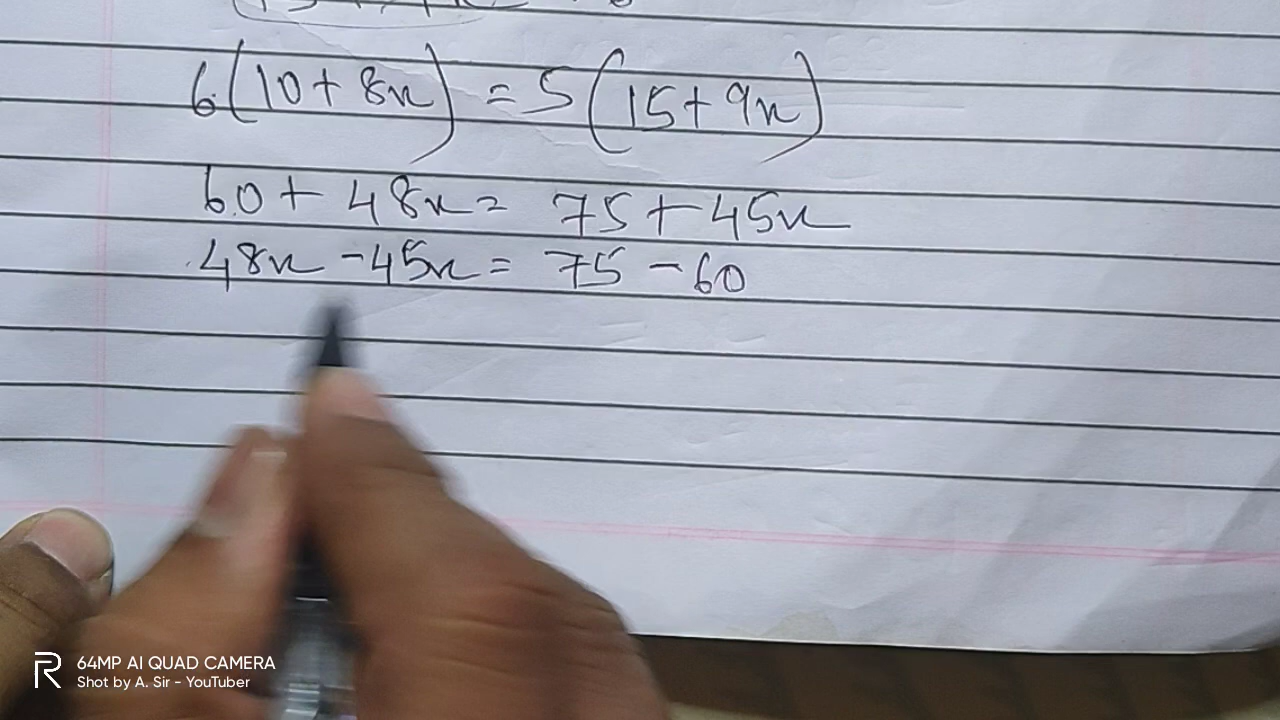 6(10+8x) = 5(15+9x)
60+ 48x = 75+45x
48x -45x = 75 -60
64MP AI QUAD CAMERA
Shot by A. Sir - YouTuber